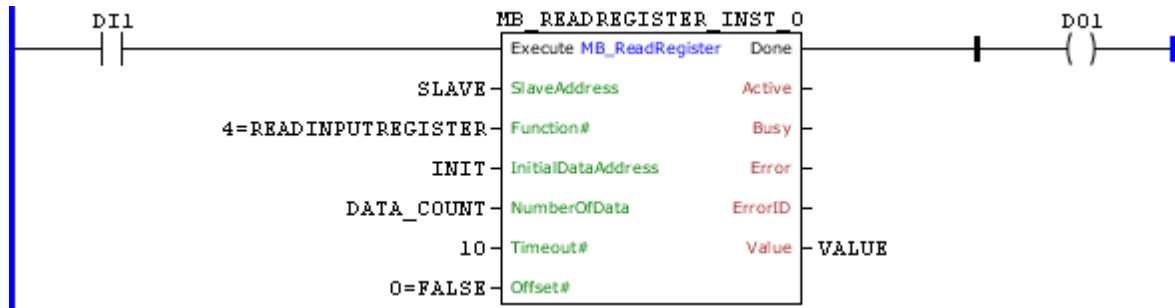 DI1 MB_READREGISTER_INST_0 DO1
Execute MB_ReadRegister Done
SLAVE SlaveAddress Active
4=READINPUTREGISTER Function# Busy
INIT InitialDataAddress Error
DATA_COUNT NumberOfData ErrorID
10 Timeout# Value VALUE
0=FALSE Offset#